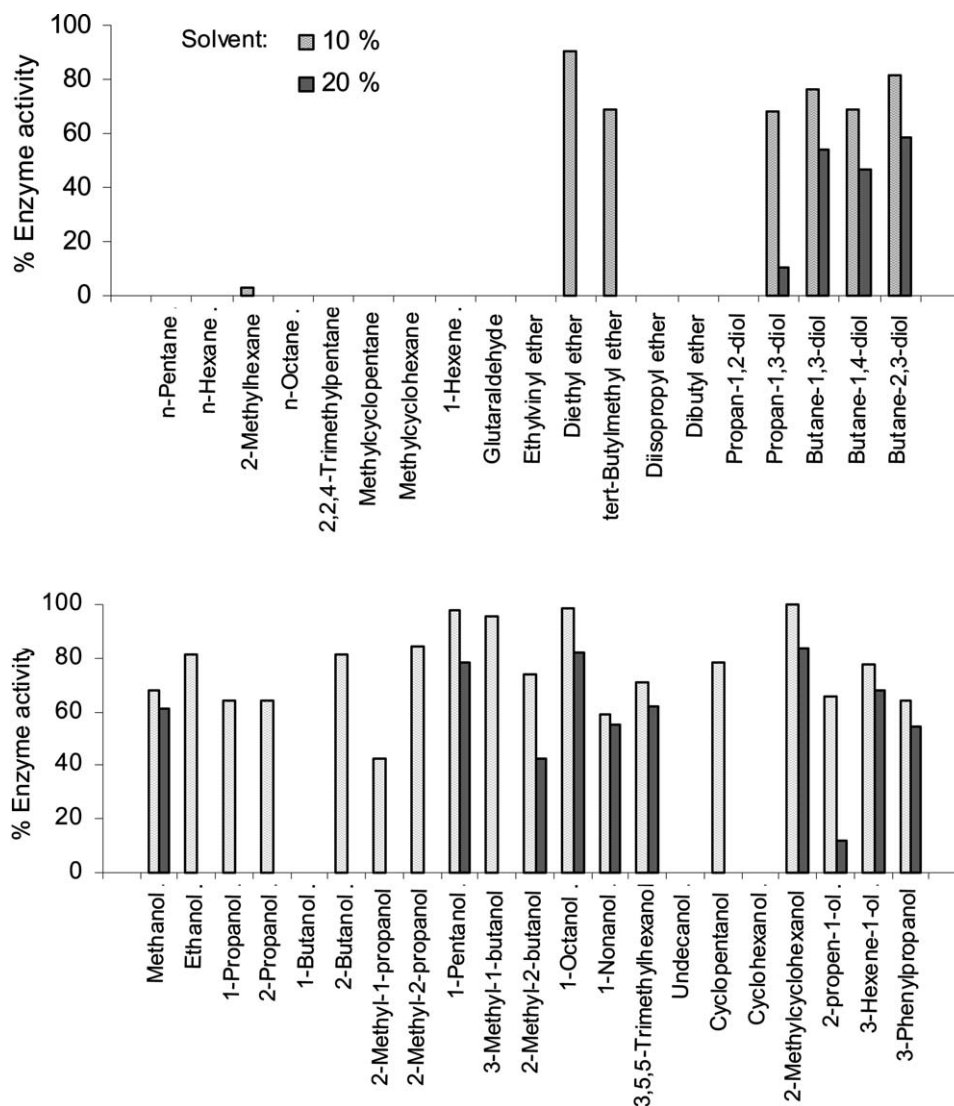 Solvent: 10 %
20 %
% Enzyme activity
100
80
60
40
20
0
n-Pentane .
n-Hexane .
2-Methylhexane
n-Octane .
2,2,4-Trimethylpentane
Methylcyclopentane
Methylcyclohexane
1-Hexene .
Glutaraldehyde
Ethylvinyl ether
Diethyl ether
tert-Butylmethyl ether
Diisopropyl ether
Dibutyl ether
Propan-1,2-diol
Propan-1,3-diol
Butane-1,3-diol
Butane-1,4-diol
Butane-2,3-diol
% Enzyme activity
100
80
60
40
20
0
Methanol .
Ethanol .
1-Propanol .
2-Propanol .
1-Butanol .
2-Butanol .
2-Methyl-1-propanol
2-Methyl-2-propanol
1-Pentanol .
3-Methyl-1-butanol
2-Methyl-2-butanol
1-Octanol .
1-Nonanol .
3,5,5-Trimethylhexanol
Undecanol .
Cyclopentanol
Cyclohexanol .
2-Methylcyclohexanol
2-propen-1-ol .
3-Hexene-1-ol .
3-Phenylpropanol